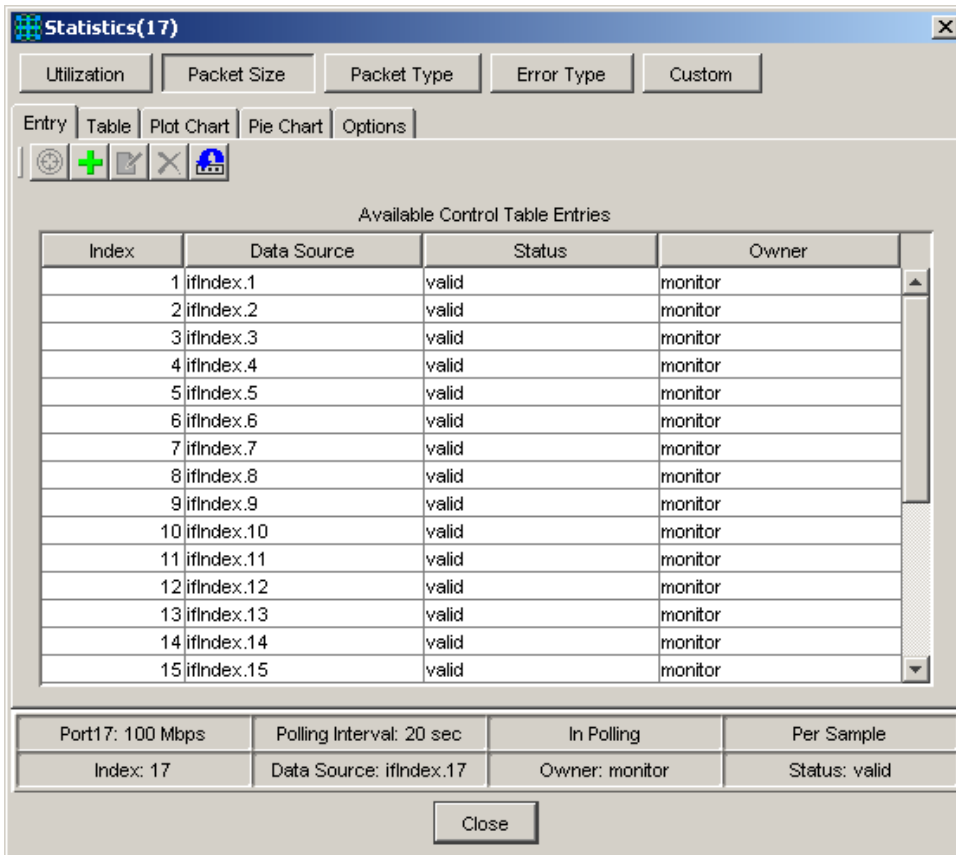 Statistics(17)
Utilization Packet Size Packet Type Error Type Custom
Entry Table Plot Chart Pie Chart Options
Available Control Table Entries
Index Data Source Status Owner
1 ifIndex.1 valid monitor
2 ifIndex.2 valid monitor
3 ifIndex.3 valid monitor
4 ifIndex.4 valid monitor
5 ifIndex.5 valid monitor
6 ifIndex.6 valid monitor
7 ifIndex.7 valid monitor
8 ifIndex.8 valid monitor
9 ifIndex.9 valid monitor
10 ifIndex.10 valid monitor
11 ifIndex.11 valid monitor
12 ifIndex.12 valid monitor
13 ifIndex.13 valid monitor
14 ifIndex.14 valid monitor
15 ifIndex.15 valid monitor
Port17: 100 Mbps Polling Interval: 20 sec In Polling Per Sample
Index: 17 Data Source: ifIndex.17 Owner: monitor Status: valid
Close